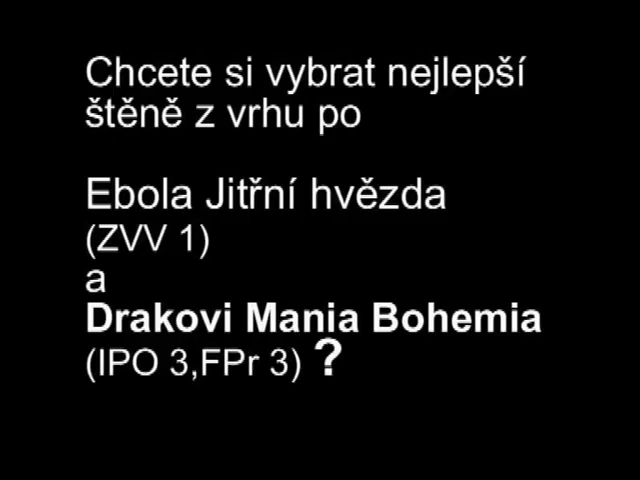 Chcete si vybrat nejlepší
štěně z vrhu po
Ebola Jitřní hvězda
(ZVV 1)
a
Drakovi Mania Bohemia
(IPO 3,FPr 3) ?